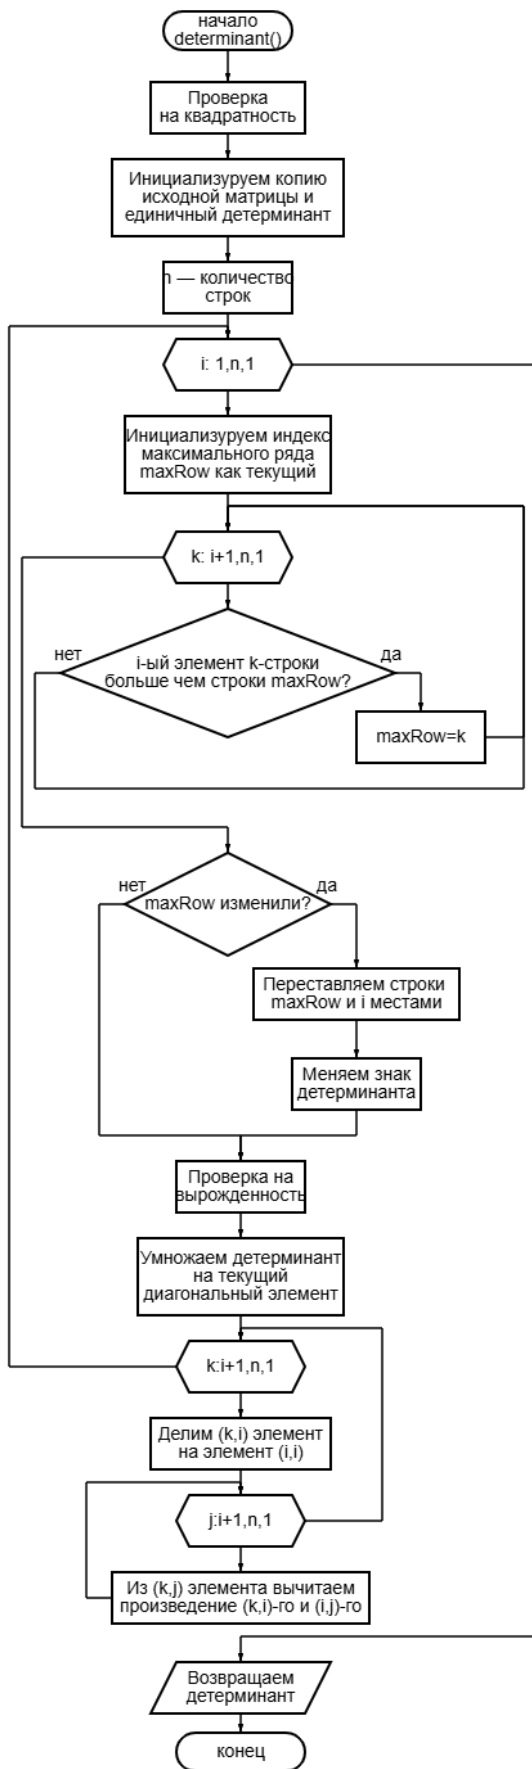 начало
determinant()
Проверка
на квадратность
Инициализуруем копию
исходной матрицы и
единичный детерминант
n — количество
строк
i: 1,n,1
Инициализуруем индекс
максимального ряда
maxRow как текущий
k: i+1,n,1
нет
да
i-ый элемент k-строки
больше чем строки maxRow?
maxRow=k
нет
да
maxRow изменили?
Переставляем строки
maxRow и i местами
Меняем знак
детерминанта
Проверка на
вырожденность
Умножаем детерминант
на текущий
диагональный элемент
k:i+1,n,1
Делим (k,i) элемент
на элемент (i,i)
j:i+1,n,1
Из (k,j) элемента вычитаем
произведение (k,i)-го и (i,j)-го
Возвращаем
детерминант
конец